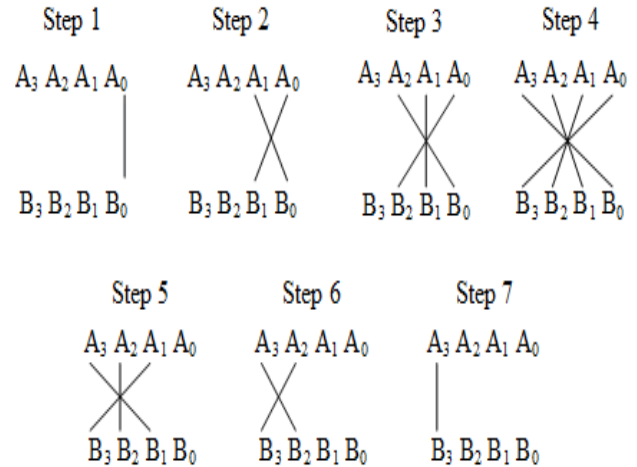 Step 1 Step 2 Step 3 Step 4
A₃ A₂ A₁ A₀ A₃ A₂ A₁ A₀ A₃ A₂ A₁ A₀ A₃ A₂ A₁ A₀
B₃ B₂ B₁ B₀ B₃ B₂ B₁ B₀ B₃ B₂ B₁ B₀ B₃ B₂ B₁ B₀
Step 5 Step 6 Step 7
A₃ A₂ A₁ A₀ A₃ A₂ A₁ A₀ A₃ A₂ A₁ A₀
B₃ B₂ B₁ B₀ B₃ B₂ B₁ B₀ B₃ B₂ B₁ B₀